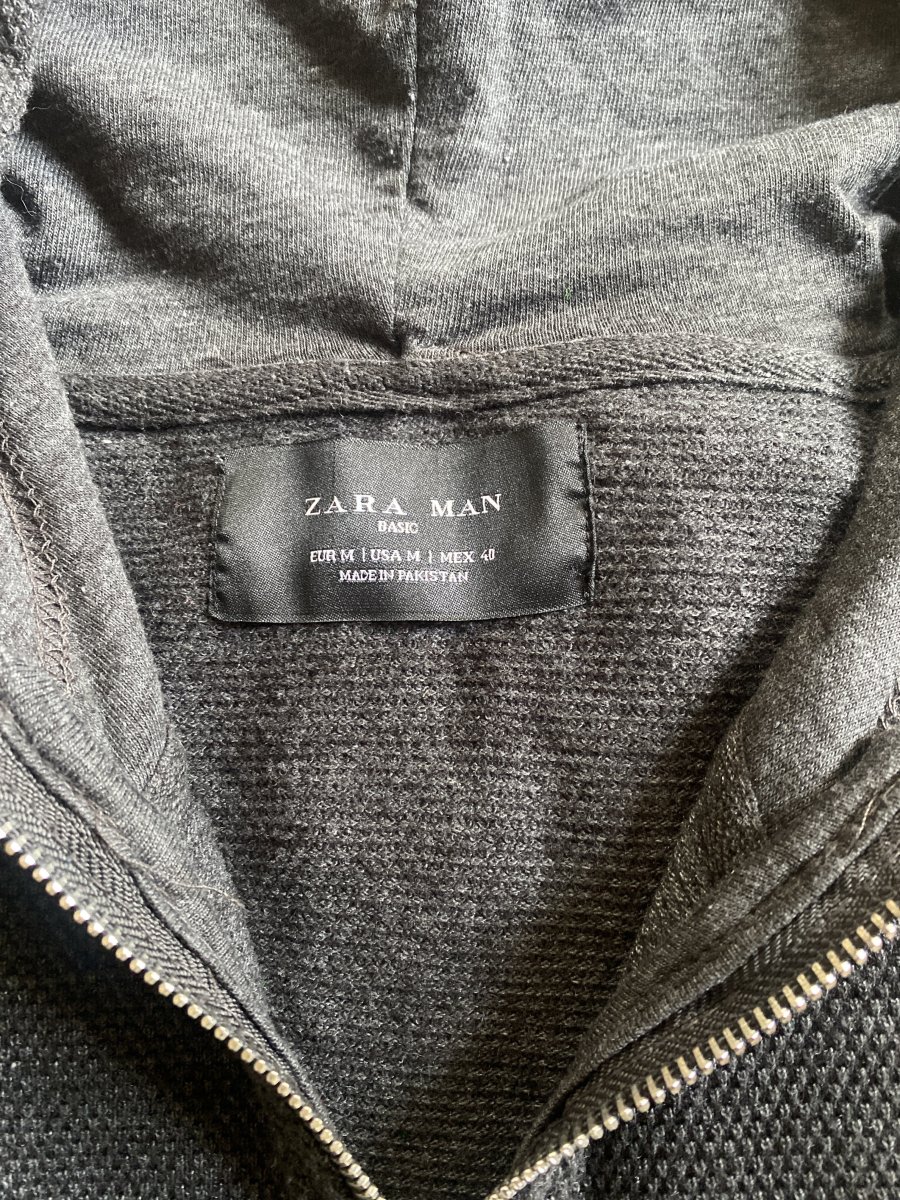 ZARA MAN
BASIC
EUR M | USA M | MEX 40
MADE IN PAKISTAN